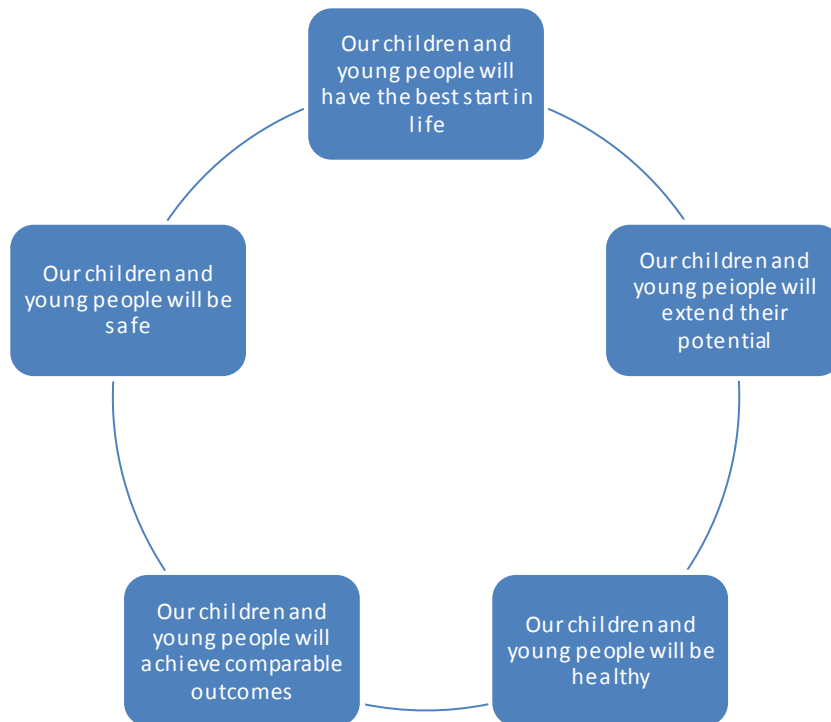 Our children and
young people will
have the best start in
life
Our children and
young peiople will
extend their
potential
Our children and
young people will be
healthy
Our children and
young people will
achieve comparable
outcomes
Our children and
young people will be
safe